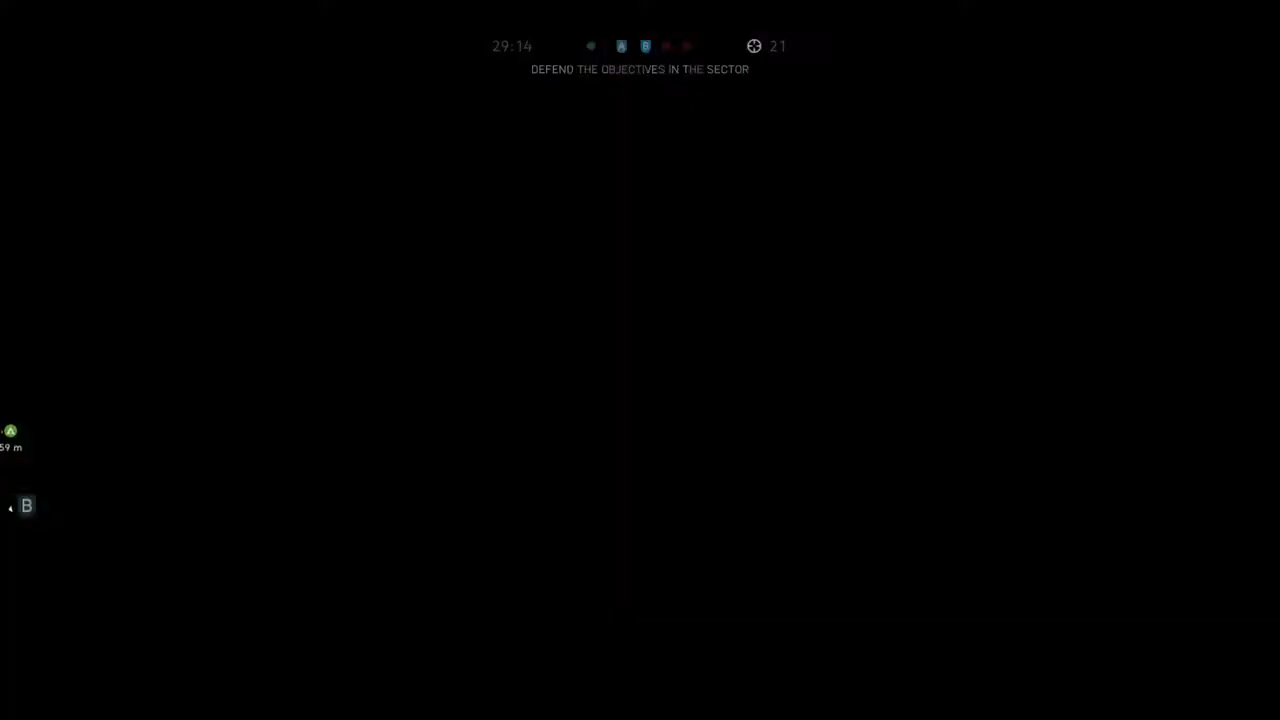 29:14 A B 21
DEFEND THE OBJECTIVES IN THE SECTOR
59 m
B